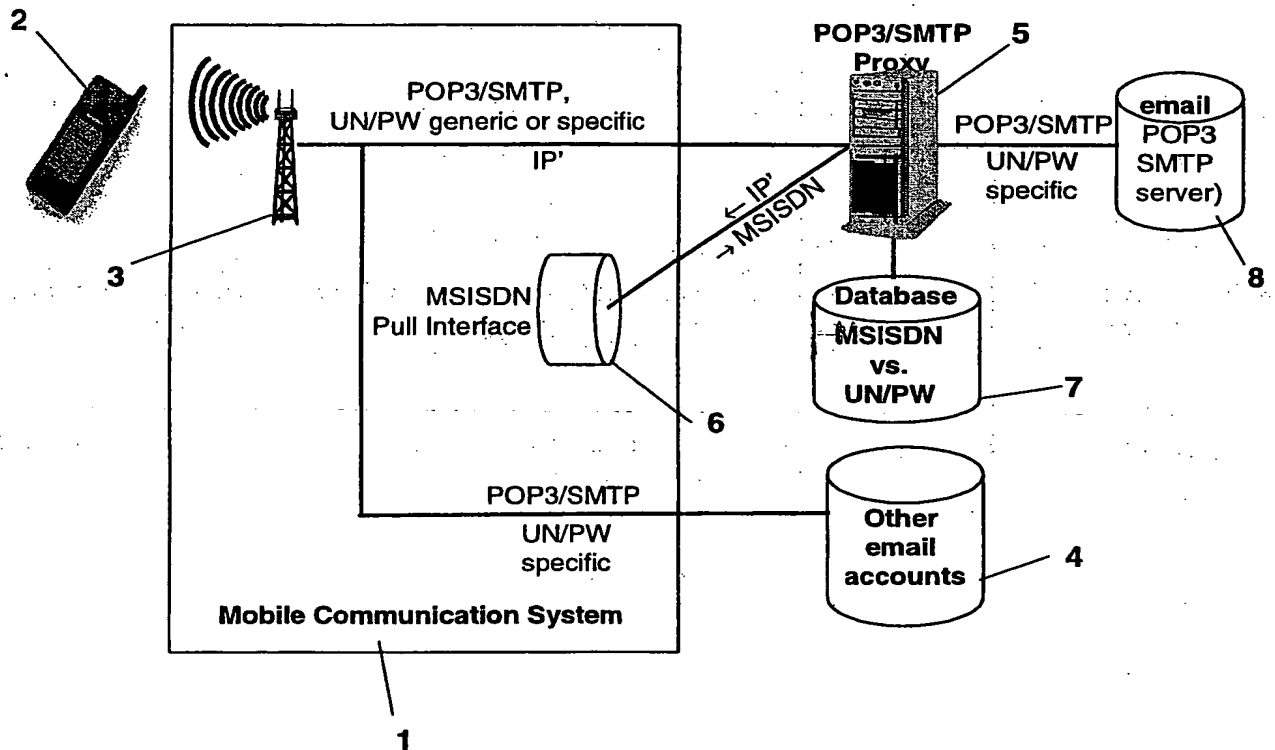 2
POP3/SMTP
Proxy
5
POP3/SMTP,
UN/PW generic or specific
IP'
email
POP3
SMTP
server)
POP3/SMTP
UN/PW
specific
← IP'
→ MSISDN
3
8
MSISDN
Pull Interface
Database
MSISDN
vs.
UN/PW
7
6
POP3/SMTP
UN/PW
specific
Other
email
accounts
4
Mobile Communication System
1